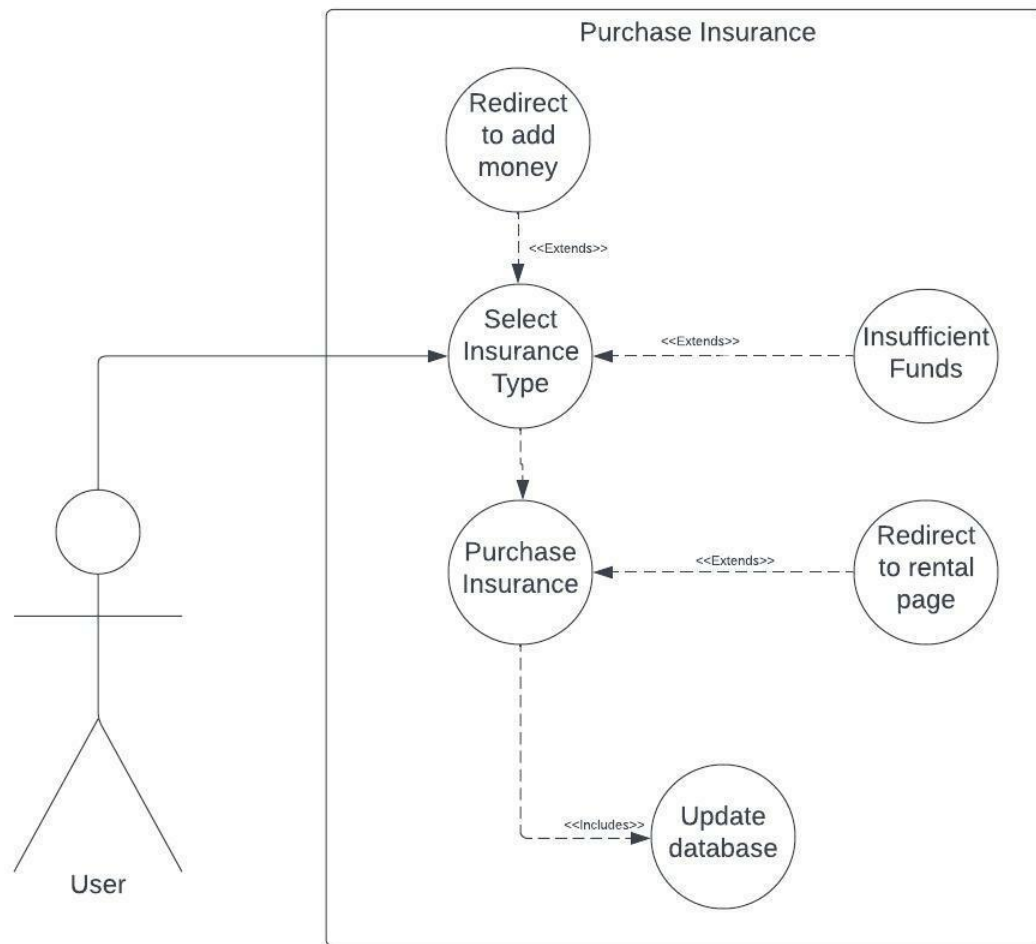 Purchase Insurance
Redirect
to add
money
<<Extends>>
Select
Insurance
Type
<<Extends>>
Insufficient
Funds
Purchase
Insurance
<<Extends>>
Redirect
to rental
page
<<Includes>>
Update
database
User